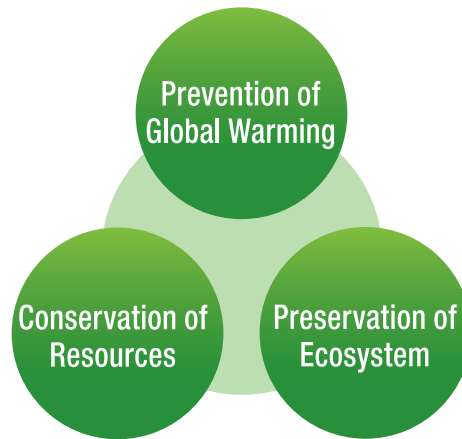 Prevention of
Global Warming
Conservation of
Resources
Preservation of
Ecosystem